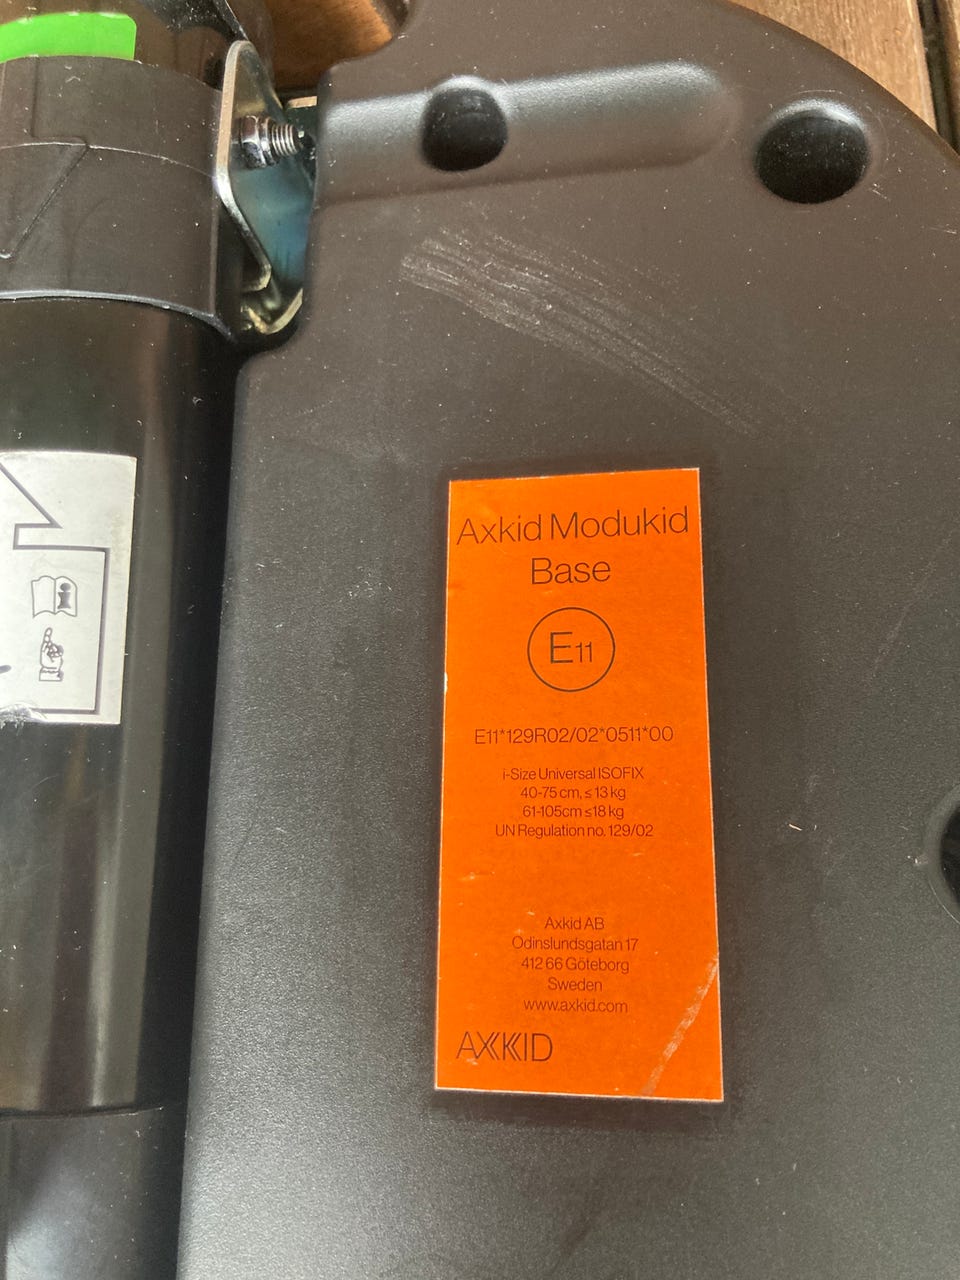 Axkid Modukid
Base
E11
E11*129R02/02*0511*00
i-Size Universal ISOFIX
40-75 cm, ≤ 13 kg
61-105cm ≤18 kg
UN Regulation no. 129/02
Axkid AB
Odinslundsgatan 17
412 66 Göteborg
Sweden
www.axkid.com
AXKID